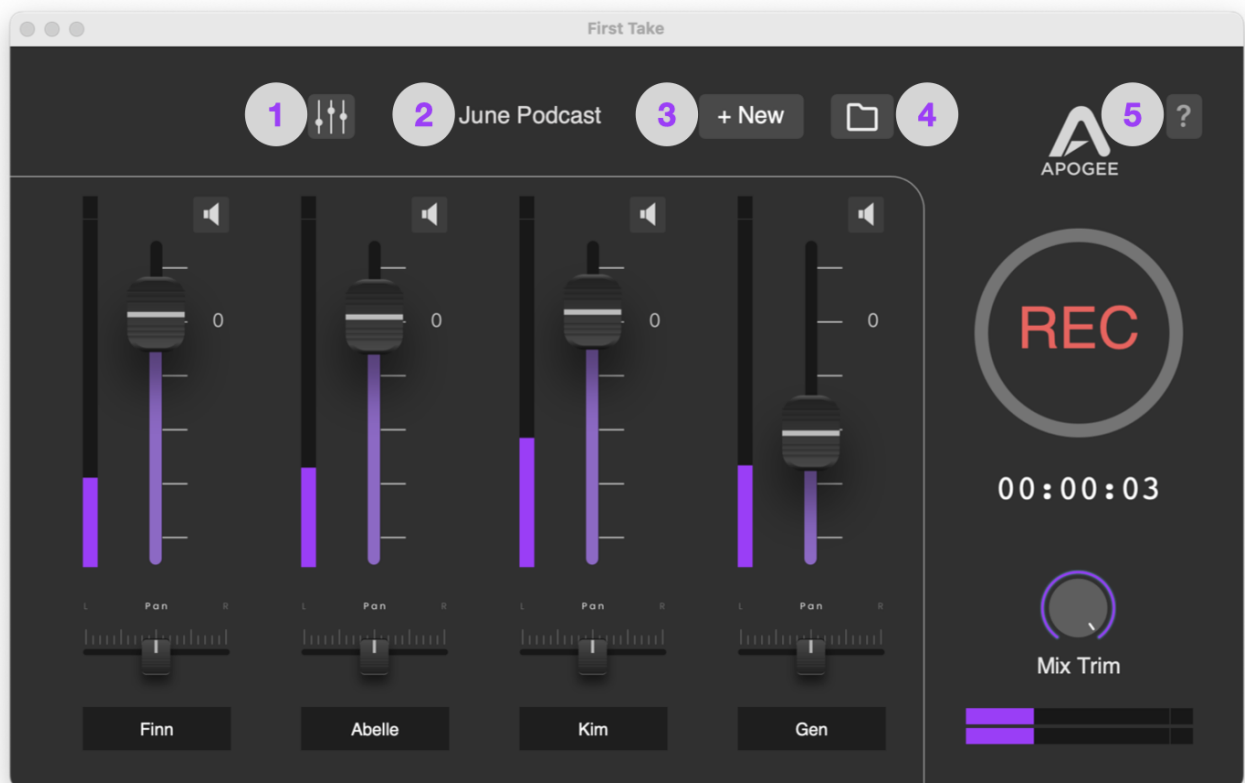 First Take
1
2 June Podcast
3 + New
4
5 ?
APOGEE
0 0 0 0
REC
00:00:03
L Pan R L Pan R L Pan R L Pan R
Mix Trim
Finn Abelle Kim Gen